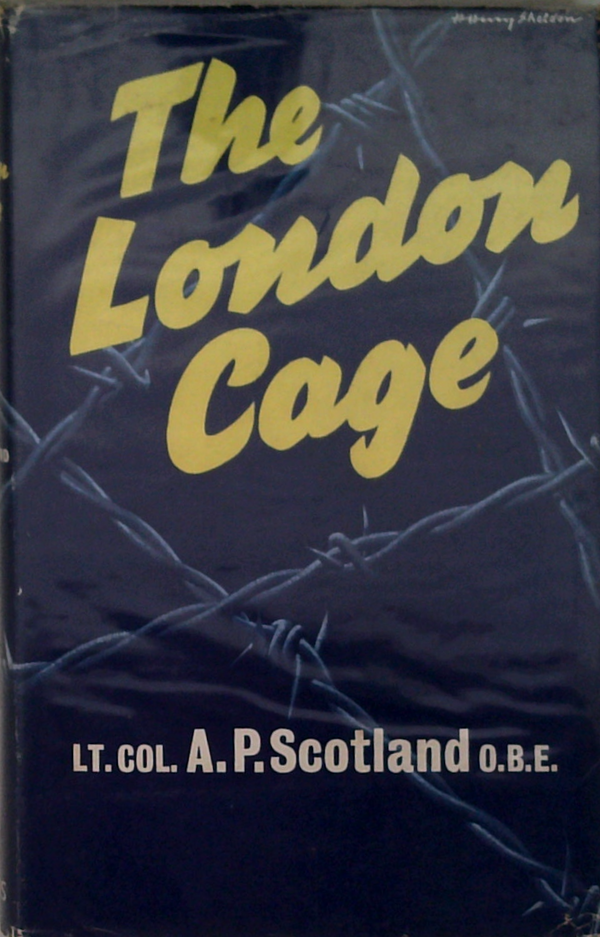 The
London
Cage
LT. COL. A.P. Scotland O.B.E.